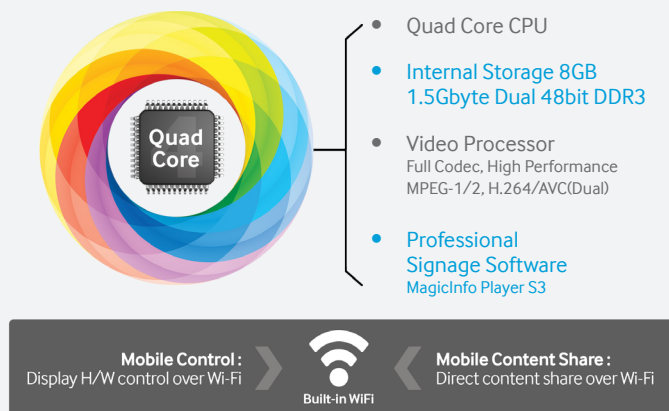 Quad
Core
Quad Core CPU
Internal Storage 8GB
1.5Gbyte Dual 48bit DDR3
Video Processor
Full Codec, High Performance
MPEG-1/2, H.264/AVC(Dual)
Professional
Signage Software
MagicInfo Player S3
Mobile Control :
Display H/W control over Wi-Fi
Built-in WiFi
Mobile Content Share :
Direct content share over Wi-Fi